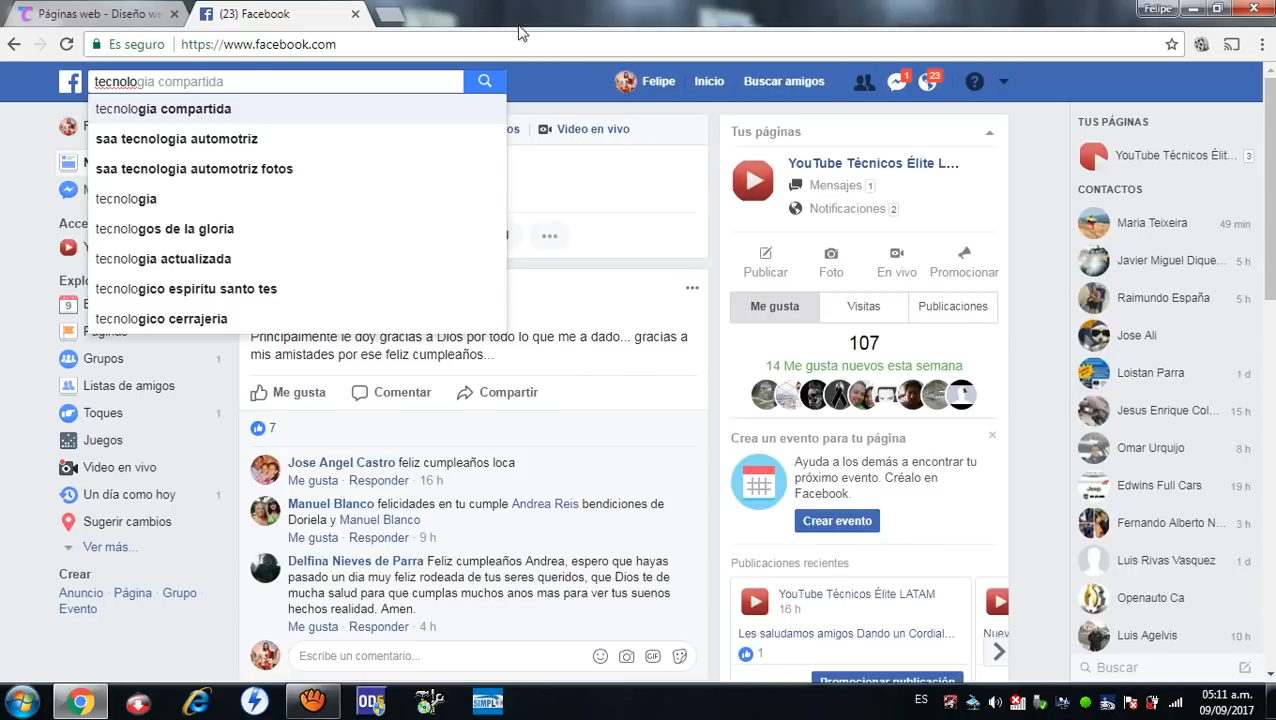 Páginas web - Diseño we
(23) Facebook
Felipe
Es seguro
https://www.facebook.com
tecnologia compartida
Felipe
Inicio
Buscar amigos
1
23
tecnologia compartida
saa tecnologia automotriz
saa tecnologia automotriz fotos
tecnologia
tecnologos de la gloria
tecnologia actualizada
tecnologico espiritu santo tes
tecnologico cerrajeria
Video en vivo
Grupos 1
Listas de amigos
Toques 1
Juegos
Video en vivo
Un día como hoy 1
Sugerir cambios
Ver más...
Crear
Anuncio · Página · Grupo ·
Evento
Principalmente le doy gracias a Dios por todo lo que me a dado... gracias a
mis amistades por ese feliz cumpleaños...
Me gusta
Comentar
Compartir
7
Jose Angel Castro feliz cumpleaños loca
Me gusta · Responder · 16 h
Manuel Blanco felicidades en tu cumple Andrea Reis bendiciones de
Doriela y Manuel Blanco
Me gusta · Responder · 9 h
Delfina Nieves de Parra Feliz cumpleaños Andrea, espero que hayas
pasado un dia muy feliz rodeada de tus seres queridos, que Dios te de
mucha salud para que cumplas muchos anos mas para ver tus suenos
hechos realidad. Amen.
Me gusta · Responder · 4 h
Escribe un comentario...
GIF
Tus páginas
YouTube Técnicos Élite L...
Mensajes 1
Notificaciones 2
Publicar
Foto
En vivo
Promocionar
Me gusta
Visitas
Publicaciones
107
14 Me gusta nuevos esta semana
Crea un evento para tu página
Ayuda a los demás a encontrar tu
próximo evento. Créalo en
Facebook.
Crear evento
Publicaciones recientes
YouTube Técnicos Élite LATAM
16 h
Les saludamos amigos Dando un Cordial...
1
Promocionar publicación
TUS PÁGINAS
YouTube Técnicos Élit... 3
CONTACTOS
Maria Teixeira 49 min
Javier Miguel Dique... 5 h
Raimundo España 5 h
Jose Ali
Loistan Parra 1 d
Jesus Enrique Col... 15 h
Omar Urquijo 8 h
Edwins Full Cars 19 h
Fernando Alberto N... 3 h
Luis Rivas Vasquez
Openauto Ca
Luis Agelvis 10 h
Buscar
SIMPL
ES
05:11 a.m.
09/09/2017